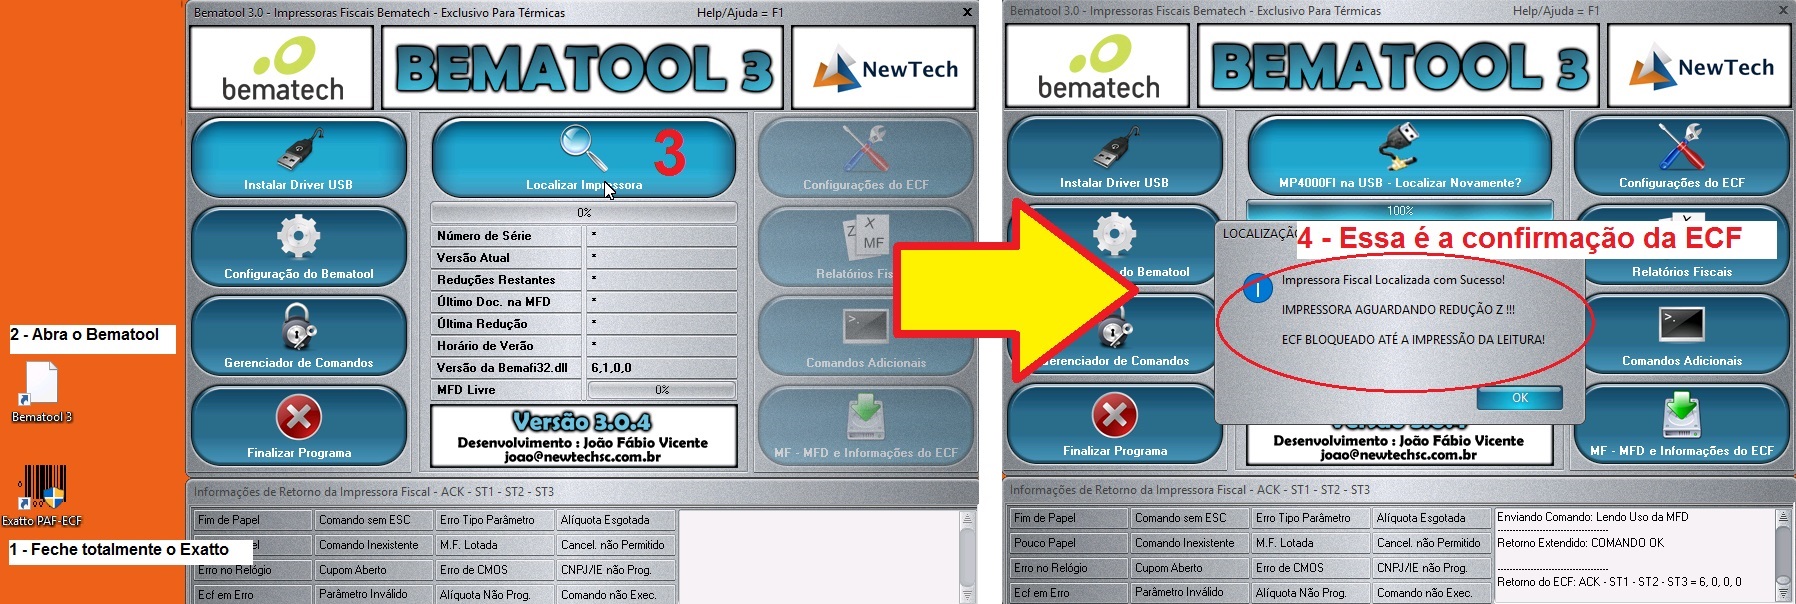 2 - Abra o Bematool
Bematool 3
Exatto PAF-ECF
1 - Feche totalmente o Exatto
Bematool 3.0 - Impressoras Fiscais Bematech - Exclusivo Para Térmicas Help/Ajuda = F1 X
bematech
BEMATOOL 3
NewTech
Instalar Driver USB
Localizar Impressora
3
Configurações do ECF
0%
Configuração do Bematool
Número de Série *
Versão Atual *
Reduções Restantes *
Último Doc. na MFD *
Última Redução *
Horário de Verão *
Versão da Bemafi32.dll 6,1,0,0
MFD Livre 0%
Z
X
MF
Relatórios Fis
Gerenciador de Comandos
>_
Comandos Adicionais
Finalizar Programa
Versão 3.0.4
Desenvolvimento : João Fábio Vicente
joao@newtechsc.com.br
MF - MFD e Informações do ECF
Informações de Retorno da Impressora Fiscal - ACK - ST1 - ST2 - ST3
Fim de Papel Comando sem ESC Erro Tipo Parâmetro Alíquota Esgotada
pel Comando Inexistente M.F. Lotada Cancel. não Permitido
Erro no Relógio Cupom Aberto Erro de CMOS CNPJ/IE não Prog.
Ecf em Erro Parâmetro Inválido Alíquota Não Prog. Comando não Exec.
Bematool 3.0 - Impressoras Fiscais Bematech - Exclusivo Para Térmicas Help/Ajuda = F1 X
bematech
BEMATOOL 3
NewTech
Instalar Driver USB
MP4000FI na USB - Localizar Novamente?
Configurações do ECF
100%
do Bematool
LOCALIZAÇÃO
4 - Essa é a confirmação da ECF
Impressora Fiscal Localizada com Sucesso!
IMPRESSORA AGUARDANDO REDUÇÃO Z !!!
ECF BLOQUEADO ATÉ A IMPRESSÃO DA LEITURA!
OK
Relatórios Fiscais
Gerenciador de Comandos
>_
Comandos Adicionais
Finalizar Programa
Desenvolvimento : João Fábio Vicente
joao@newtechsc.com.br
MF - MFD e Informações do ECF
Informações de Retorno da Impressora Fiscal - ACK - ST1 - ST2 - ST3
Fim de Papel Comando sem ESC Erro Tipo Parâmetro Alíquota Esgotada
Pouco Papel Comando Inexistente M.F. Lotada Cancel. não Permitido
Erro no Relógio Cupom Aberto Erro de CMOS CNPJ/IE não Prog.
Ecf em Erro Parâmetro Inválido Alíquota Não Prog. Comando não Exec.
Enviando Comando: Lendo Uso da MFD
----------------------------------------
Retorno Extendido: COMANDO OK
----------------------------------------
Retorno do ECF: ACK - ST1 - ST2 - ST3 = 6, 0, 0, 0